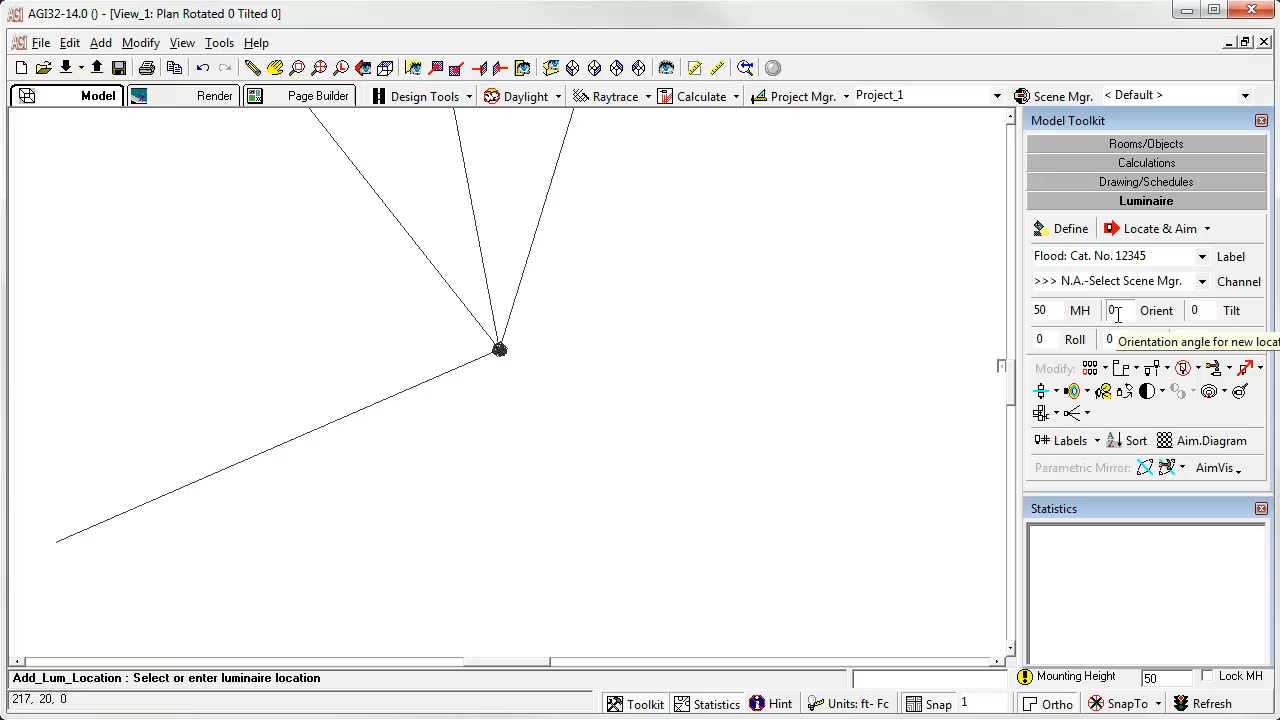 AGI32-14.0 () - [View_1: Plan Rotated 0 Tilted 0]
AGI File Edit Add Modify View Tools Help
Model Render Page Builder Design Tools Daylight Raytrace Calculate Project Mgr. Project_1 Scene Mgr. < Default >
Model Toolkit
Rooms/Objects
Calculations
Drawing/Schedules
Luminaire
Define Locate & Aim
Flood: Cat. No. 12345 Label
>>> N.A.-Select Scene Mgr. Channel
50 MH 0 Orient 0 Tilt
0 Roll 0
Orientation angle for new locat
Modify:
Labels Sort Aim.Diagram
Parametric Mirror: AimVis
Statistics
Add_Lum_Location : Select or enter luminaire location
Mounting Height 50 Lock MH
217, 20, 0
Toolkit Statistics Hint Units: ft- Fc Snap 1 Ortho SnapTo Refresh